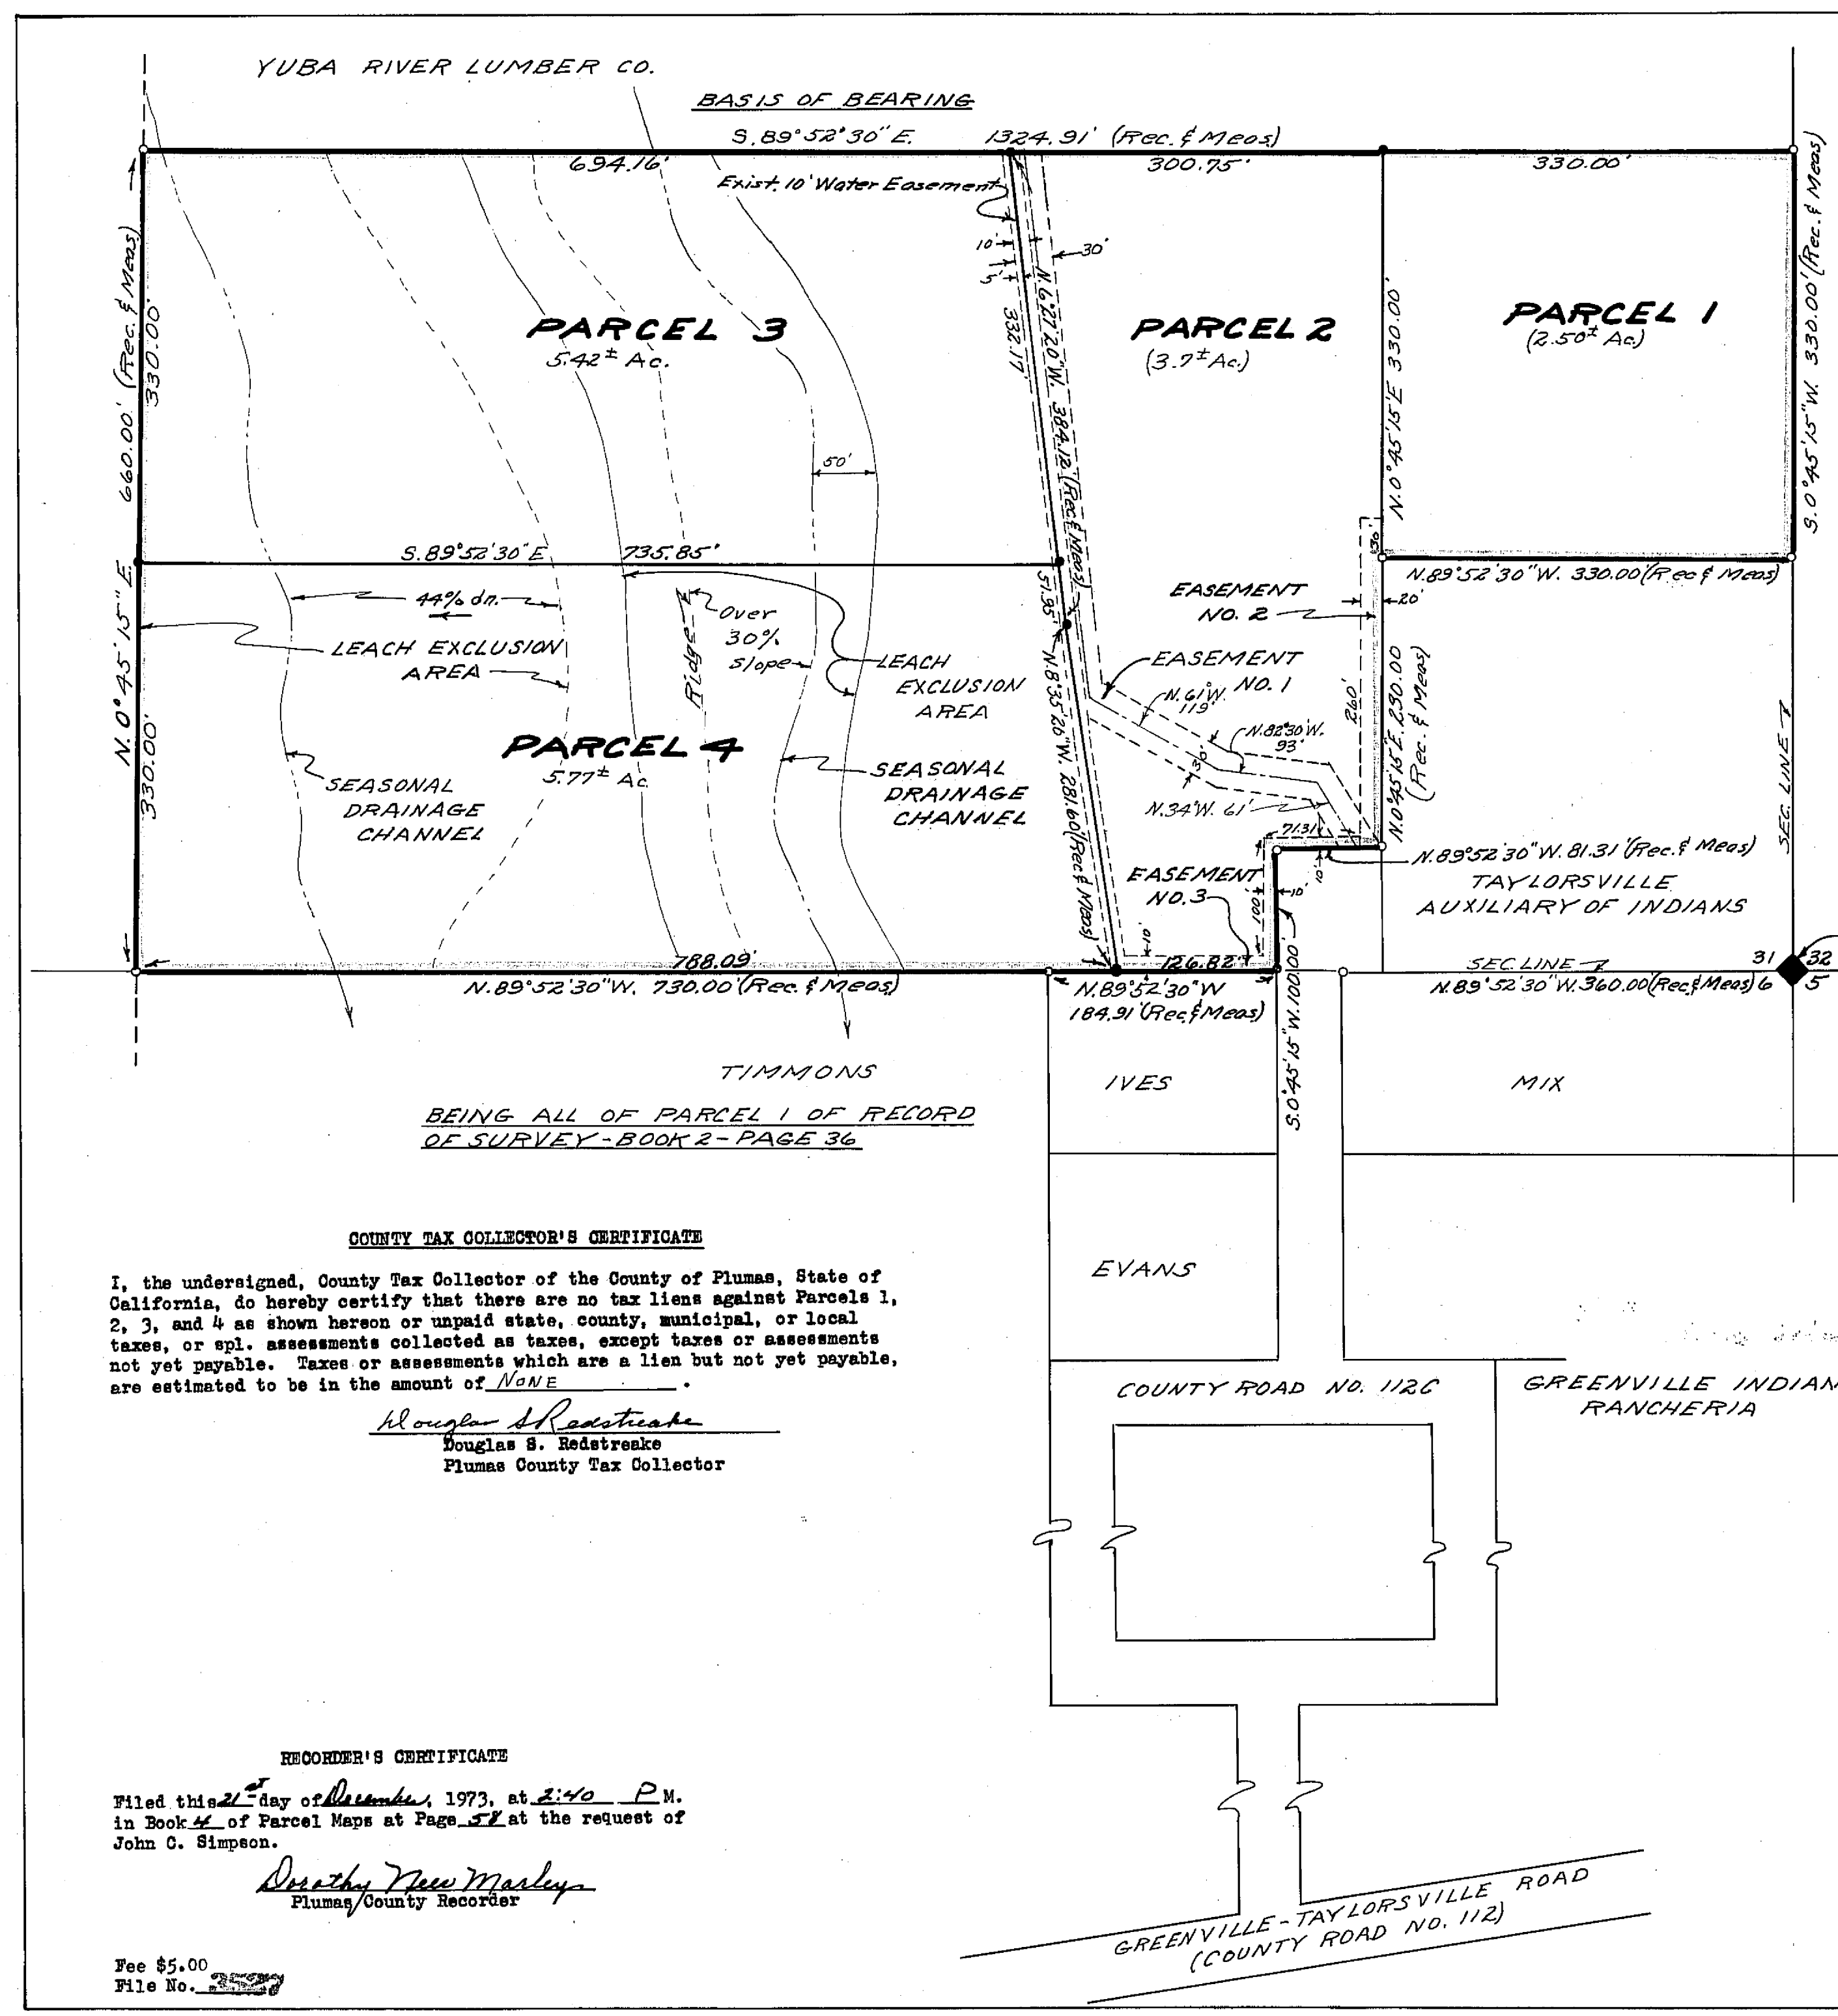 YUBA RIVER LUMBER CO.
BASIS OF BEARING
S.89°52'30"E. 1324.91' (Rec. & Meas)
694.16'
300.75'
330.00'
Exist. 10' Water Easement
10'
30'
5'
N.0°45'15"E. 660.00' (Rec. & Meas)
330.00'
332.17'
N.6°27'20"W. 384.12' (Rec & Meas)
N.0°45'15"E 330.00'
S.0°45'15"W. 330.00' (Rec. & Meas)
PARCEL 3
5.42± Ac.
PARCEL 2
(3.7± Ac.)
PARCEL 1
(2.50± Ac.)
50'
S.89°52'30"E 735.85'
30'
N.89°52'30"W. 330.00' (Rec & Meas)
44% dn.
Ridge
Over
30%
slope
51.95'
EASEMENT
NO. 2
20'
LEACH EXCLUSION
AREA
LEACH
EXCLUSION
AREA
EASEMENT
NO. 1
N.61°W.
119'
N.82°30'W.
93'
30'
260'
N.0°45'15"E. 230.00
(Rec. & Meas)
SEC. LINE
330.00'
PARCEL 4
5.77± Ac.
SEASONAL
DRAINAGE
CHANNEL
SEASONAL
DRAINAGE
CHANNEL
N.8°35'26"W. 281.60' (Rec & Meas)
N.34°W. 61'
71.31
N.89°52'30"W. 81.31' (Rec. & Meas)
EASEMENT
NO. 3
100'
10'
10'
10'
TAYLORSVILLE
AUXILIARY OF INDIANS
788.09'
126.82'
SEC. LINE
31
32
N.89°52'30"W. 730.00' (Rec. & Meas)
N.89°52'30"W
184.91' (Rec. & Meas)
N.89°52'30"W. 360.00 (Rec. & Meas)
6
5
S.0°45'15"W. 100.00'
TIMMONS
IVES
MIX
BEING ALL OF PARCEL 1 OF RECORD
OF SURVEY - BOOK 2 - PAGE 36
COUNTY TAX COLLECTOR'S CERTIFICATE
I, the undersigned, County Tax Collector of the County of Plumas, State of
California, do hereby certify that there are no tax liens against Parcels 1,
2, 3, and 4 as shown hereon or unpaid state, county, municipal, or local
taxes, or spl. assessments collected as taxes, except taxes or assessments
not yet payable. Taxes or assessments which are a lien but not yet payable,
are estimated to be in the amount of NONE.
Douglas S Redstreake
Douglas S. Redstreake
Plumas County Tax Collector
EVANS
COUNTY ROAD NO. 112C
GREENVILLE INDIAN
RANCHERIA
RECORDER'S CERTIFICATE
Filed this 21st day of December, 1973, at 2:40 P M.
in Book 4 of Parcel Maps at Page 58 at the request of
John C. Simpson.
Dorathy
Plumas County Recorder
Fee $5.00
File No. 3527
GREENVILLE-TAYLORSVILLE ROAD
(COUNTY ROAD NO. 112)